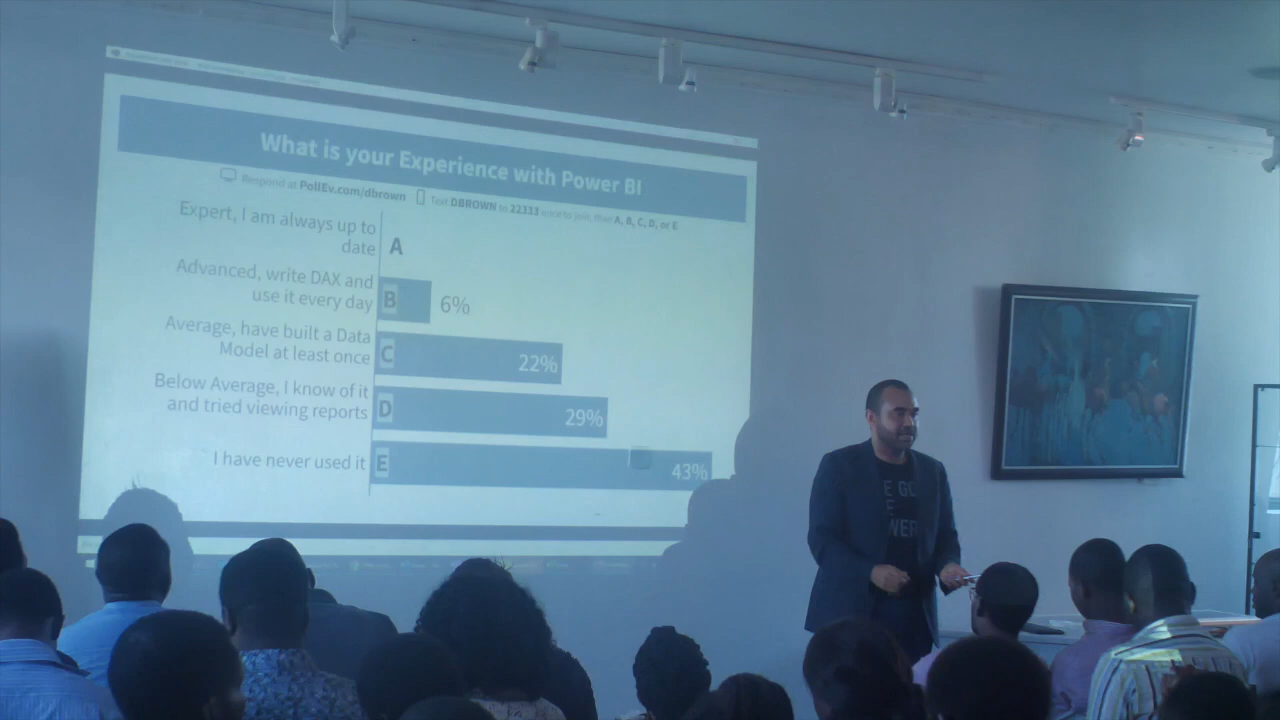 What is your Experience with Power BI
Respond at PollEv.com/dbrown Text DBROWN to 22333 once to join, then A, B, C, D, or E
Expert, I am always up to
date A
Advanced, write DAX and
use it every day B 6%
Average, have built a Data
Model at least once C 22%
Below Average, I know of it
and tried viewing reports D 29%
I have never used it E 43%
E GO
E
WER